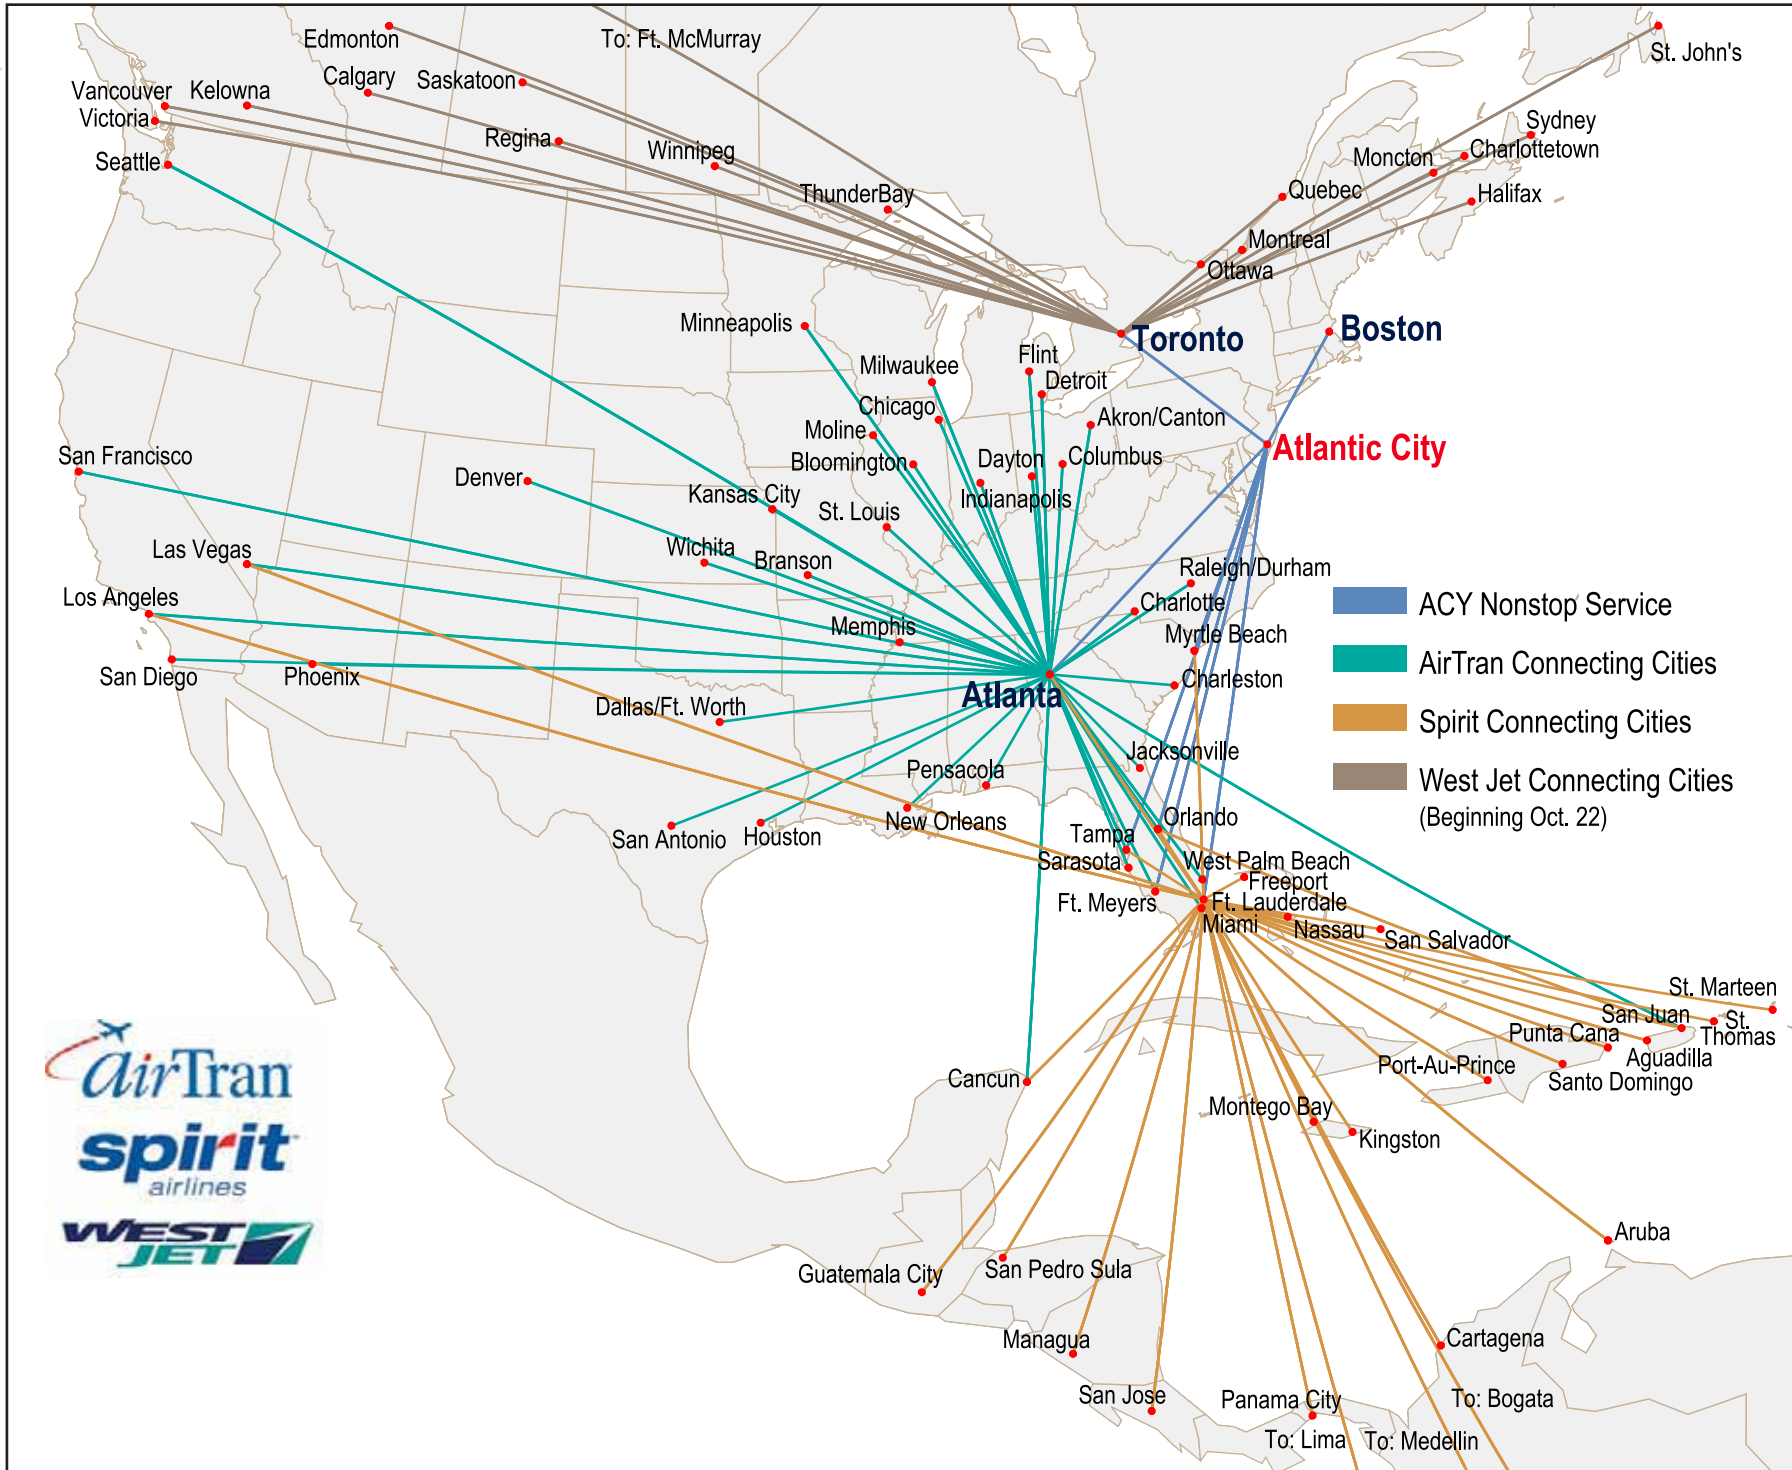 Edmonton
To: Ft. McMurray
St. John's
Calgary
Saskatoon
Vancouver
Kelowna
Victoria
Sydney
Regina
Winnipeg
Moncton
Charlottetown
Seattle
ThunderBay
Quebec
Halifax
Montreal
Ottawa
Minneapolis
Toronto
Boston
Flint
Milwaukee
Detroit
Chicago
Akron/Canton
Moline
Atlantic City
San Francisco
Bloomington
Dayton
Columbus
Denver
Kansas City
Indianapolis
St. Louis
Las Vegas
Wichita
Branson
Raleigh/Durham
Los Angeles
Charlotte
Memphis
Myrtle Beach
San Diego
Phoenix
Charleston
Atlanta
Dallas/Ft. Worth
Jacksonville
Pensacola
New Orleans
San Antonio
Houston
Orlando
Tampa
Sarasota
West Palm Beach
Freeport
Ft. Meyers
Ft. Lauderdale
Miami
Nassau
San Salvador
ACY Nonstop Service
AirTran Connecting Cities
Spirit Connecting Cities
West Jet Connecting Cities
(Beginning Oct. 22)
St. Marteen
San Juan
St.
Thomas
Punta Cana
Aguadilla
Port-Au-Prince
Santo Domingo
Cancun
Montego Bay
Kingston
Aruba
Guatemala City
San Pedro Sula
Managua
Cartagena
San Jose
Panama City
To: Bogata
To: Lima
To: Medellin
airTran
spirit
airlines
WEST
JET